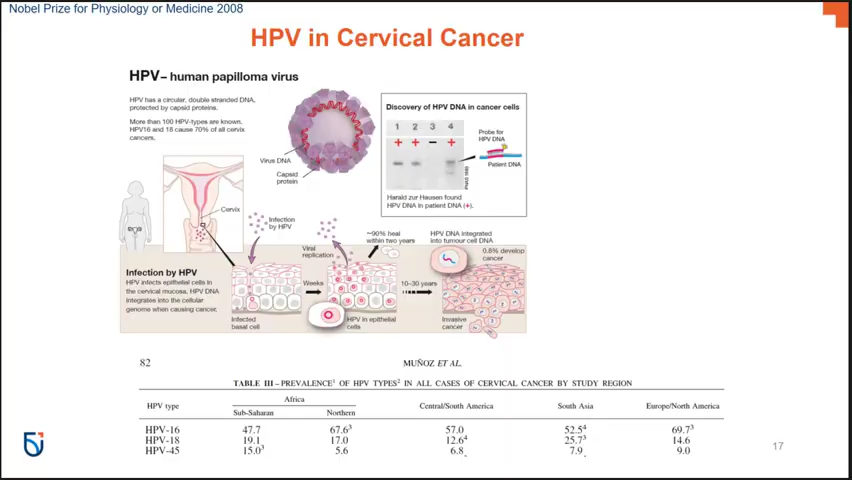 Nobel Prize for Physiology or Medicine 2008
HPV in Cervical Cancer
HPV – human papilloma virus
HPV has a circular, double stranded DNA,
protected by capsid proteins.
More than 100 HPV-types are known.
HPV16 and 18 cause 70% of all cervix
cancers.
Virus DNA
Capsid
protein
Discovery of HPV DNA in cancer cells
1 2 3 4
+ + – +
Probe for
HPV DNA
Patient DNA
Harald zur Hausen found
HPV DNA in patient DNA (+).
Cervix
Infection
by HPV
Viral
replication
~90% heal
within two years
HPV DNA integrated
into tumour cell DNA
0.8% develop
cancer
Infection by HPV
HPV infects epithelial cells in
the cervical mucosa. HPV DNA
integrates into the cellular
genome when causing cancer.
Weeks
10–30 years
Infected
basal cell
HPV in epithelial
cells
Invasive
cancer
82 MUÑOZ ET AL.
TABLE III – PREVALENCE¹ OF HPV TYPES² IN ALL CASES OF CERVICAL CANCER BY STUDY REGION
HPV type Africa Central/South America South Asia Europe/North America
Sub-Saharan Northern
HPV-16 47.7 67.6³ 57.0 52.5⁴ 69.7³
HPV-18 19.1 17.0 12.6⁴ 25.7³ 14.6
HPV-45 15.0³ 5.6 6.8 7.9 9.0
17